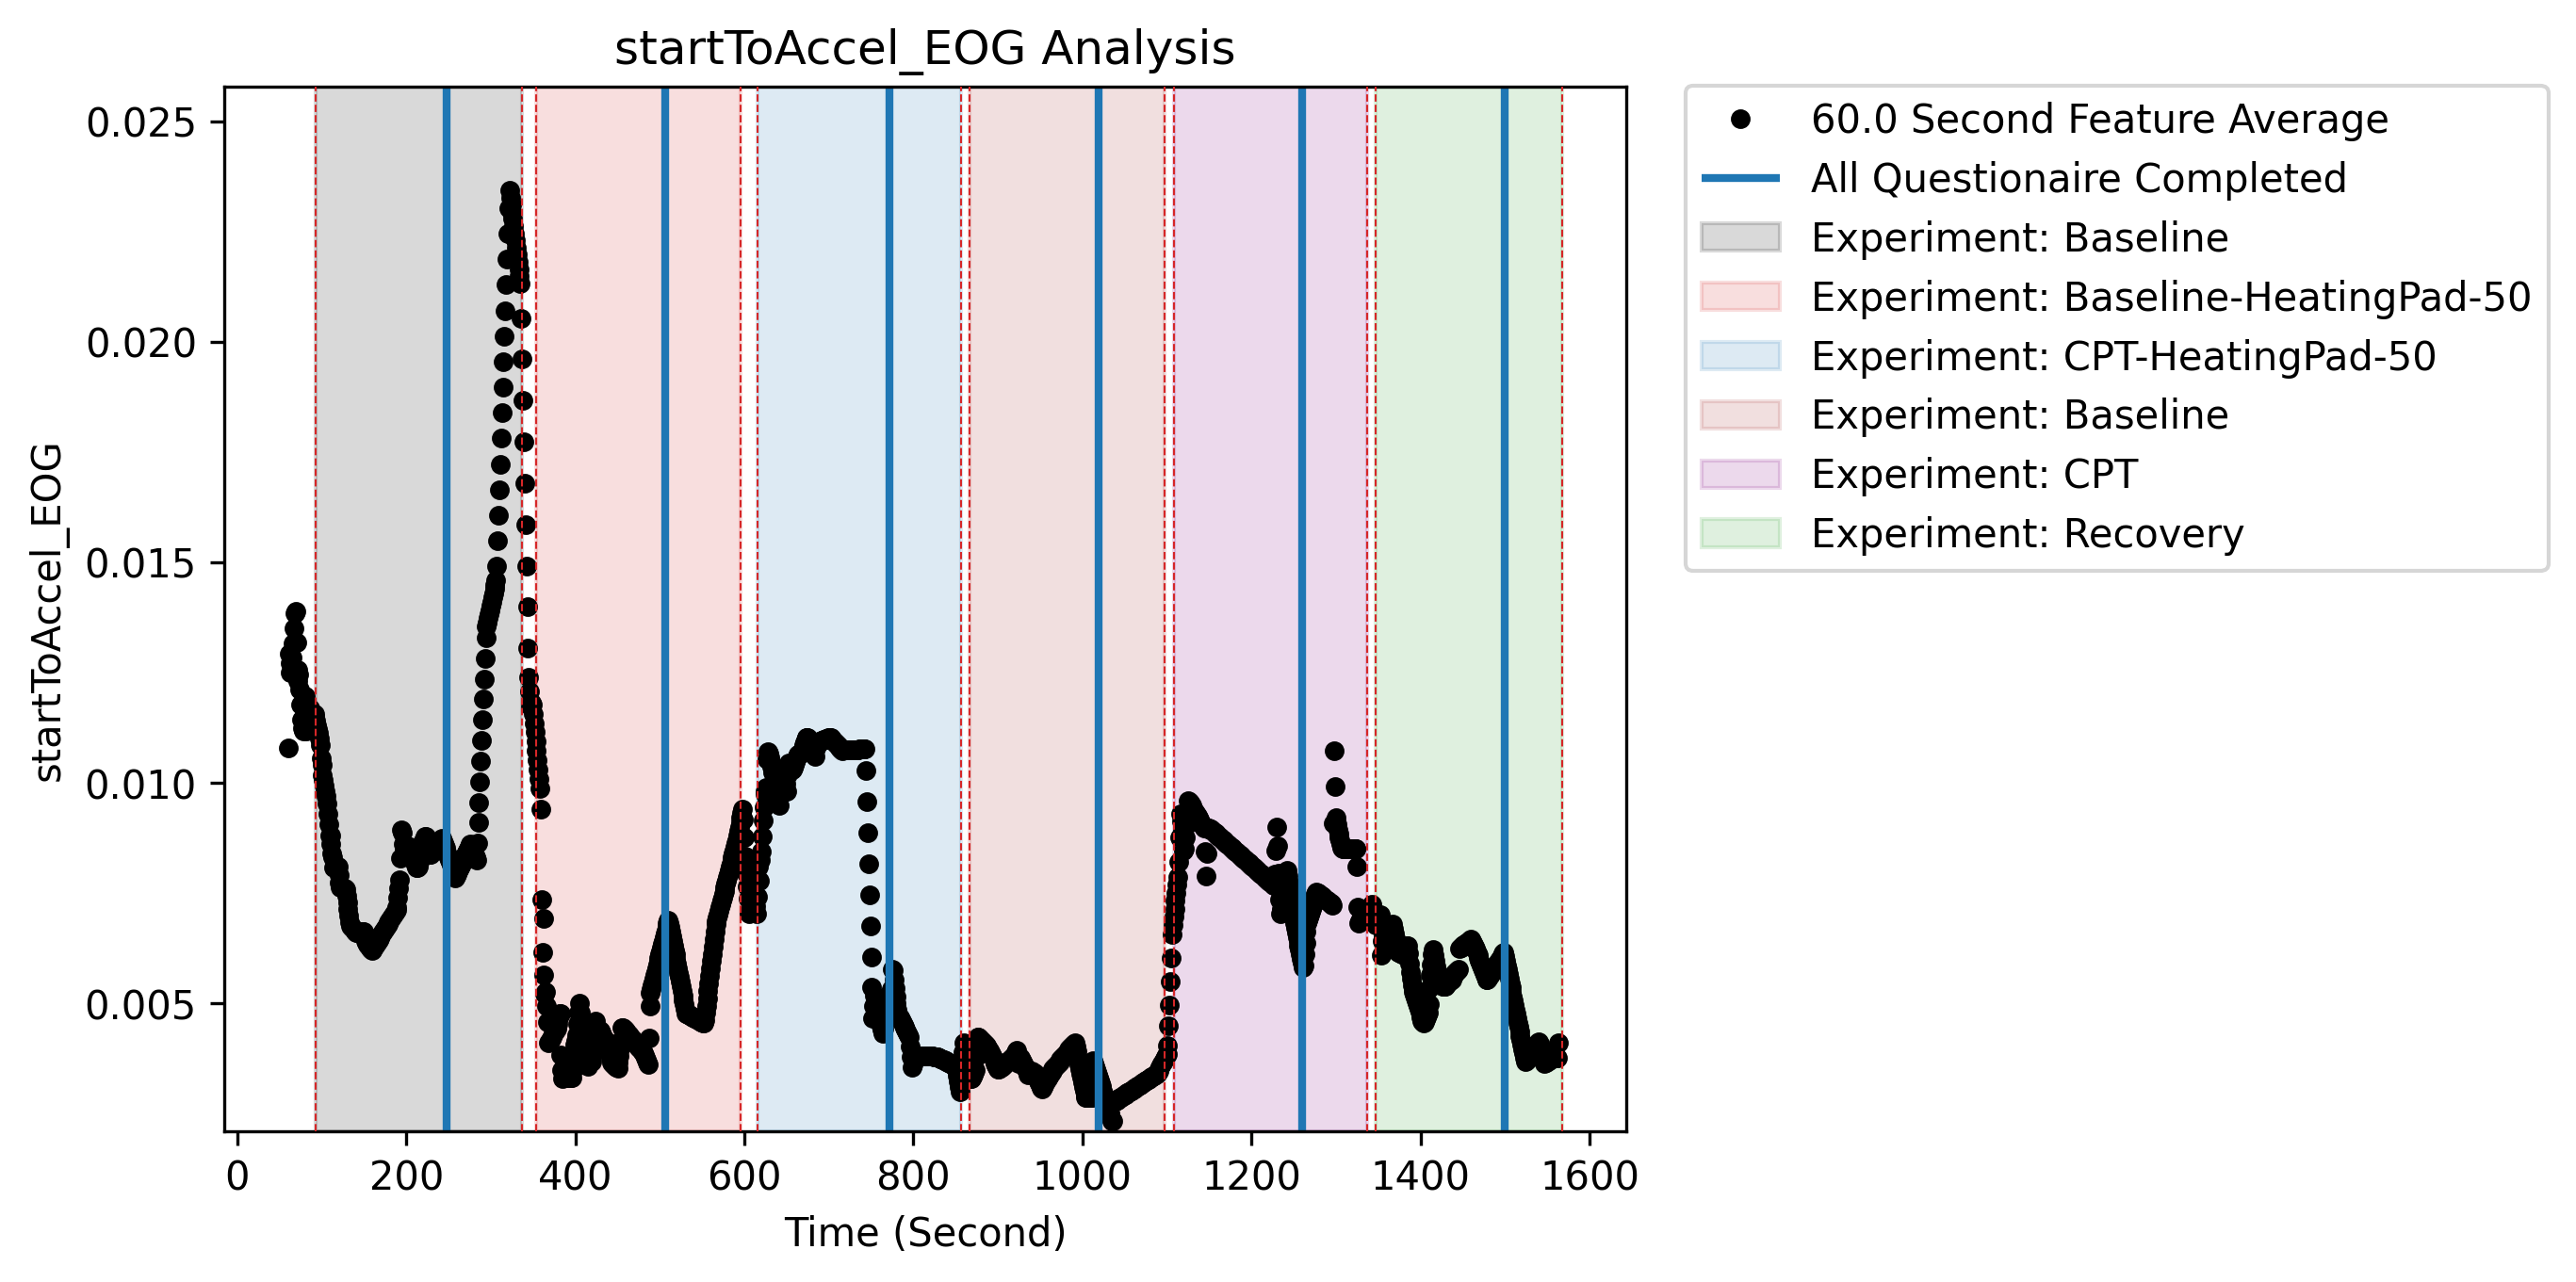 startToAccel_EOG Analysis
0.025
0.020
0.015
0.010
0.005
startToAccel_EOG
0
200
400
600
800
1000
1200
1400
1600
Time (Second)
60.0 Second Feature Average
All Questionaire Completed
Experiment: Baseline
Experiment: Baseline-HeatingPad-50
Experiment: CPT-HeatingPad-50
Experiment: Baseline
Experiment: CPT
Experiment: Recovery